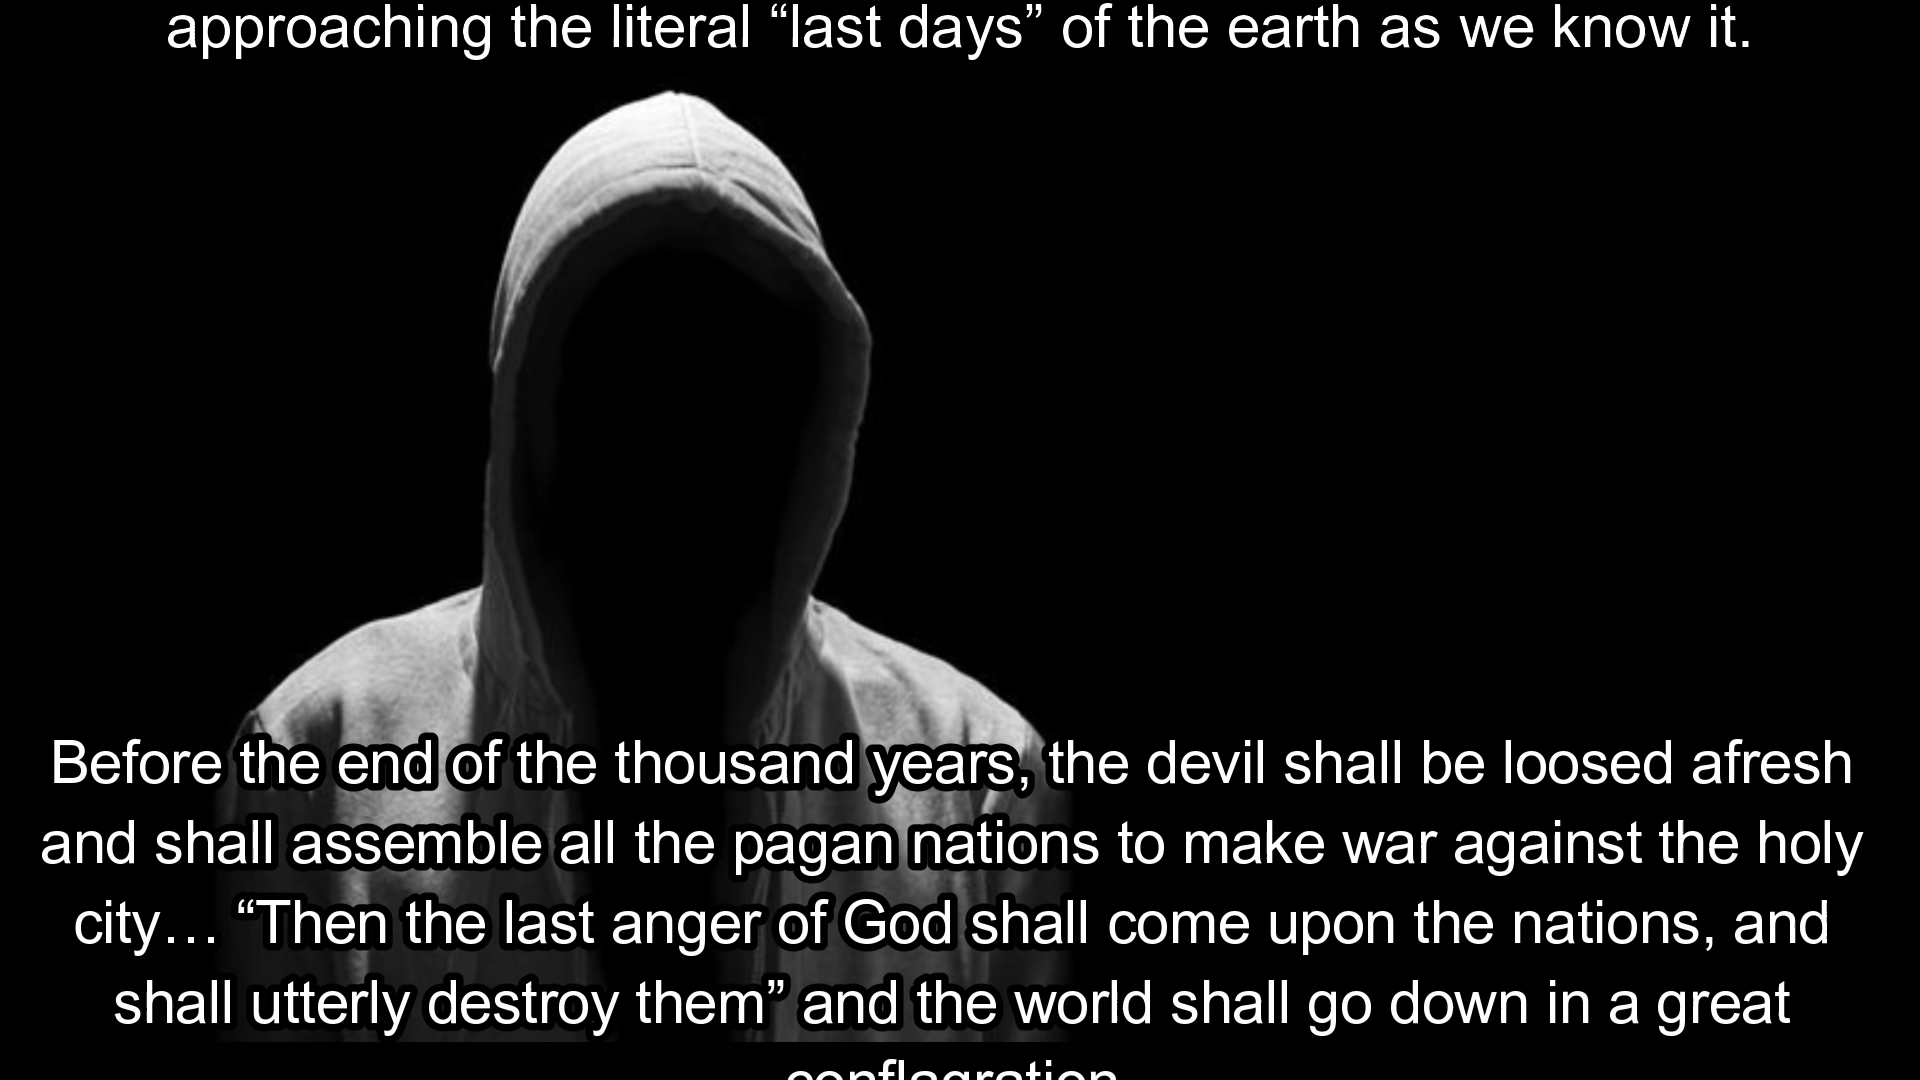 approaching the literal “last days” of the earth as we know it.
Before the end of the thousand years, the devil shall be loosed afresh
and shall assemble all the pagan nations to make war against the holy
city… “Then the last anger of God shall come upon the nations, and
shall utterly destroy them” and the world shall go down in a great
conflagration